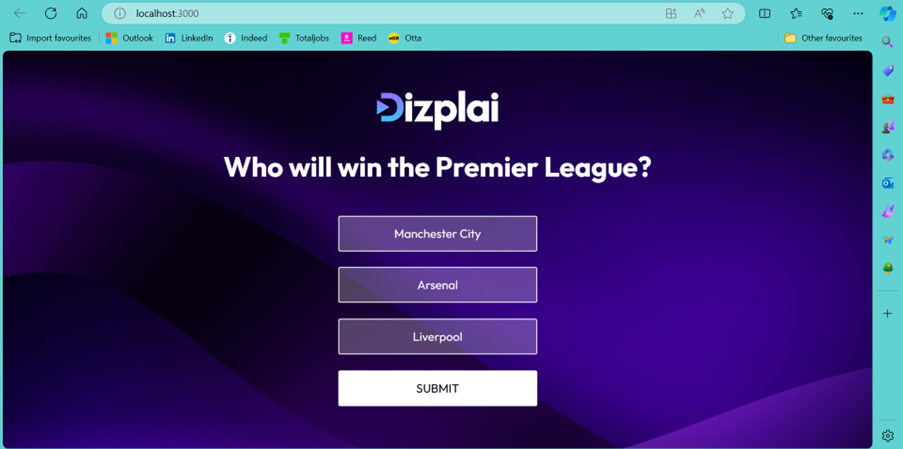 localhost:3000
Import favourites Outlook LinkedIn Indeed Totaljobs Reed Otta Other favourites
Dizplai
Who will win the Premier League?
Manchester City
Arsenal
Liverpool
SUBMIT